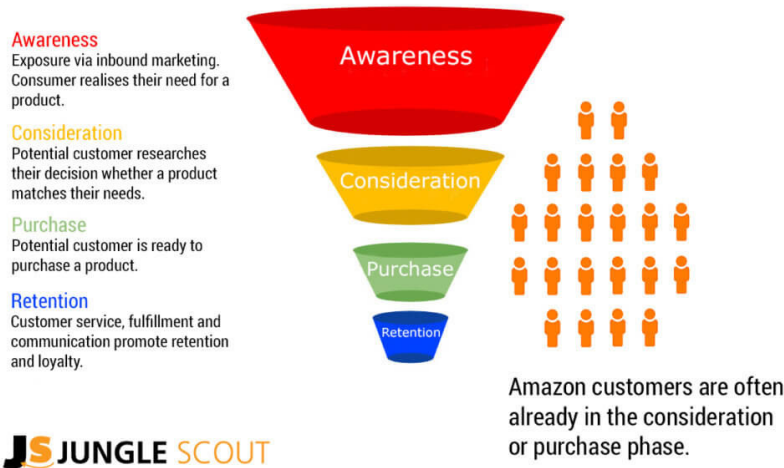 Awareness
Exposure via inbound marketing.
Consumer realises their need for a
product.
Consideration
Potential customer researches
their decision whether a product
matches their needs.
Purchase
Potential customer is ready to
purchase a product.
Retention
Customer service, fulfillment and
communication promote retention
and loyalty.
Awareness
Consideration
Purchase
Retention
Amazon customers are often
already in the consideration
or purchase phase.
JS JUNGLE SCOUT